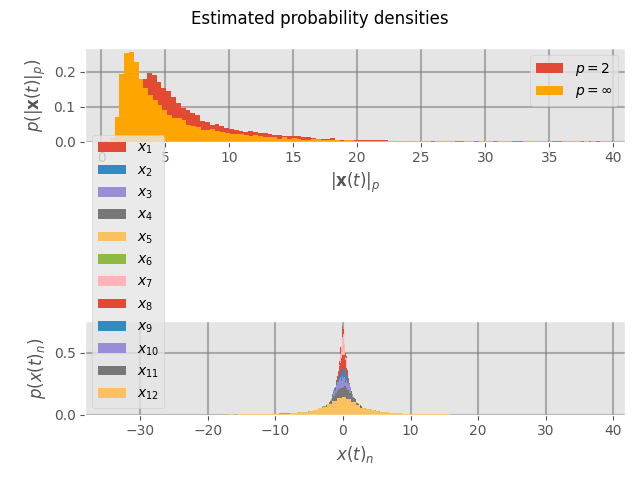 Estimated probability densities
p(|x(t)|ₚ)
0.2
0.1
0.0
p = 2
p = ∞
0 5 10 15 20 25 30 35 40
|x(t)|ₚ
x₁
x₂
x₃
x₄
x₅
x₆
x₇
x₈
x₉
x₁₀
x₁₁
x₁₂
p(x(t)ₙ)
0.5
0.0
−30 −20 −10 0 10 20 30 40
x(t)ₙ